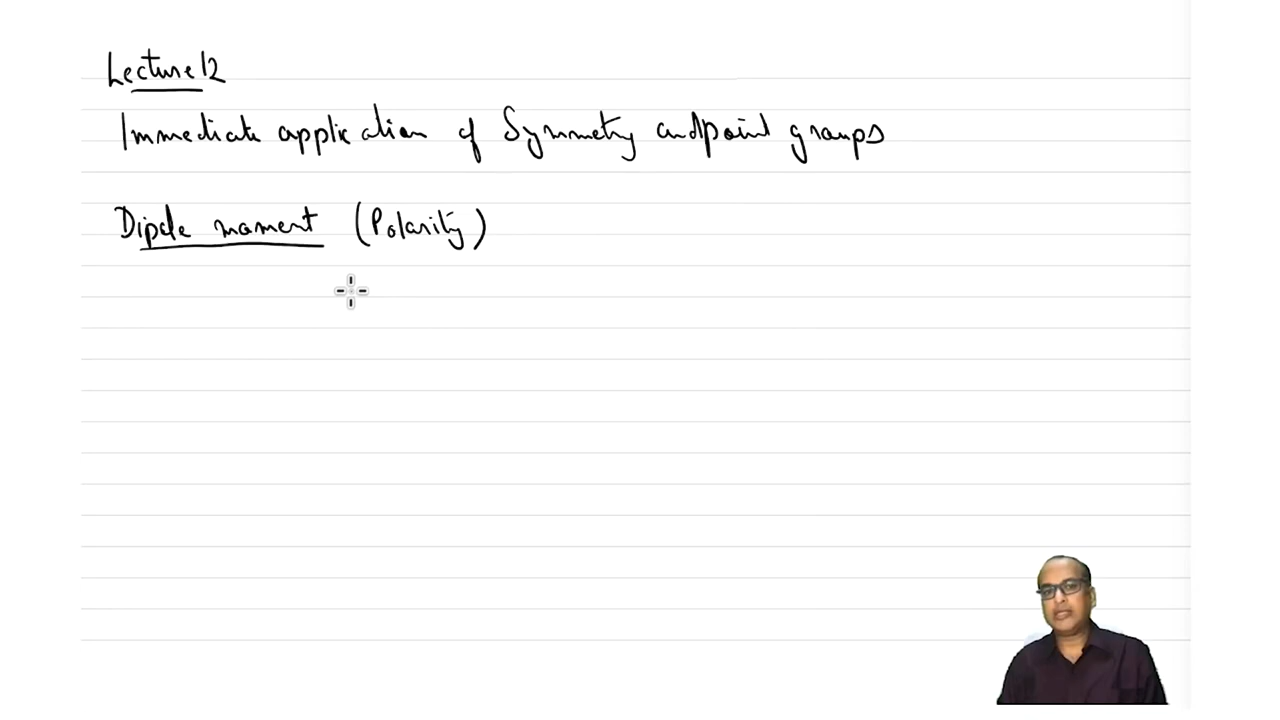 Lecture 12
Immediate application of Symmetry and point groups
Dipole moment (Polarity)